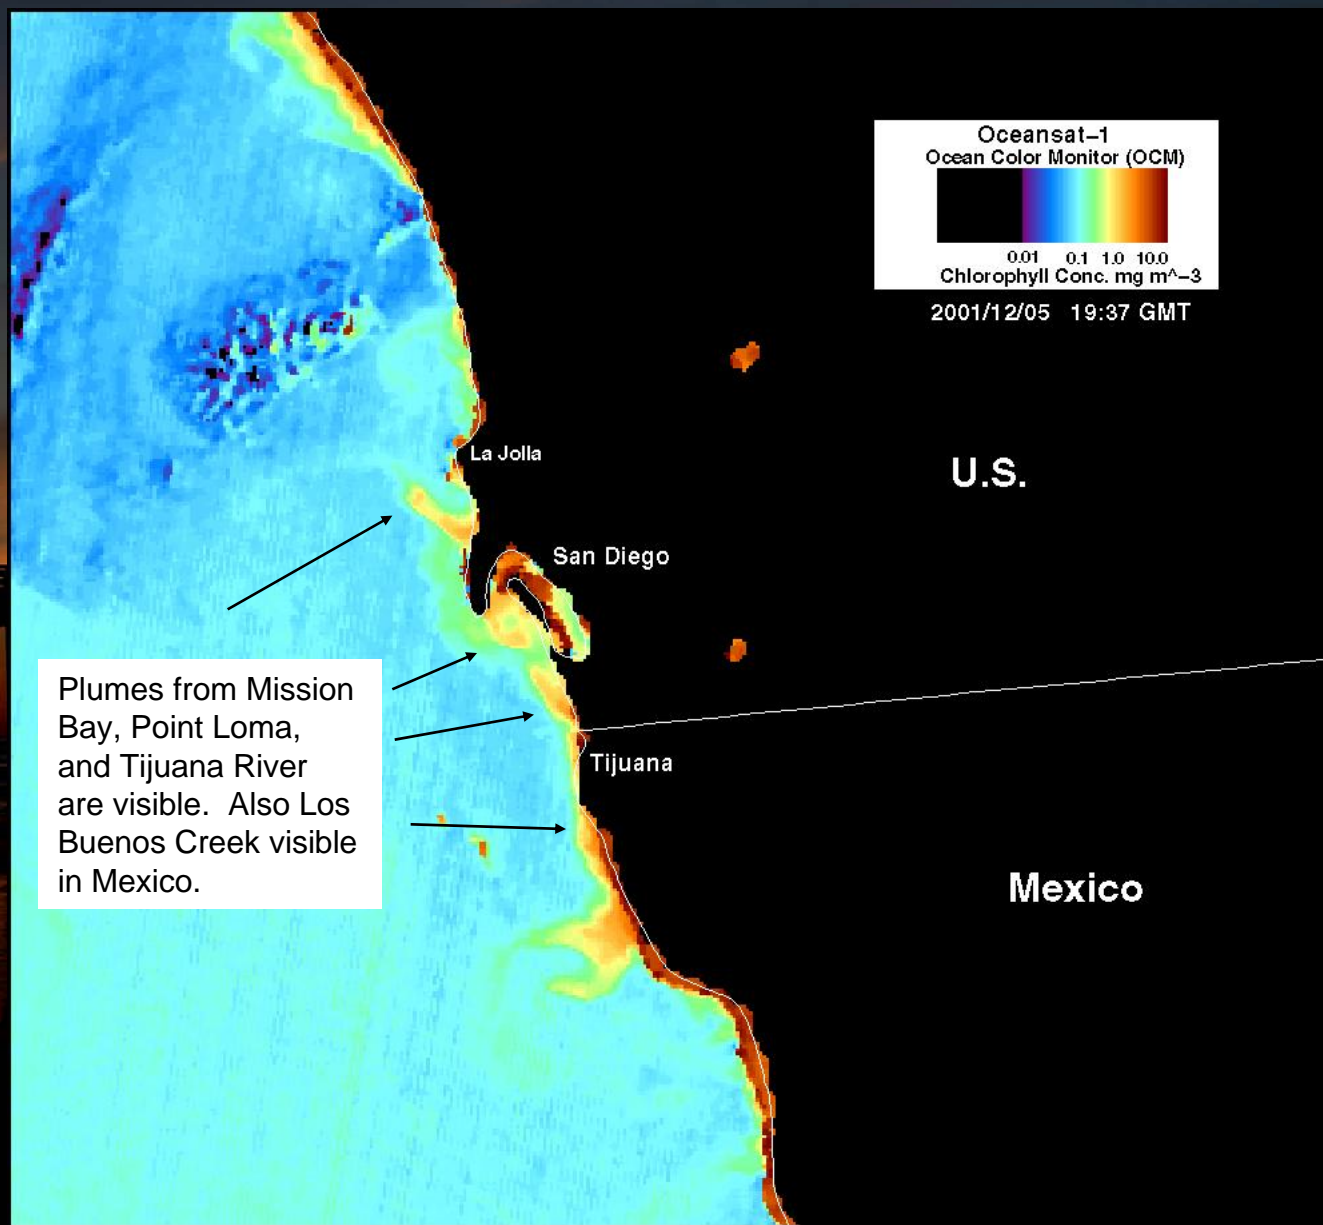 Oceansat-1
Ocean Color Monitor (OCM)
0.01 0.1 1.0 10.0
Chlorophyll Conc. mg m^-3
2001/12/05 19:37 GMT
La Jolla
U.S.
San Diego
Plumes from Mission
Bay, Point Loma,
and Tijuana River
are visible. Also Los
Buenos Creek visible
in Mexico.
Tijuana
Mexico